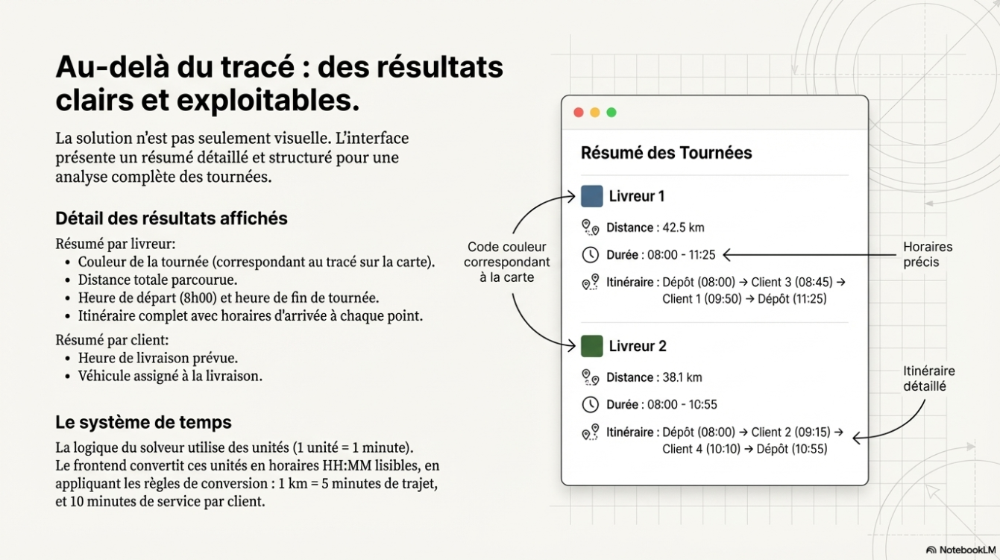 Au-delà du tracé : des résultats
clairs et exploitables.
La solution n'est pas seulement visuelle. L'interface
présente un résumé détaillé et structuré pour une
analyse complète des tournées.
Détail des résultats affichés
Résumé par livreur:
• Couleur de la tournée (correspondant au tracé sur la carte).
• Distance totale parcourue.
• Heure de départ (8h00) et heure de fin de tournée.
• Itinéraire complet avec horaires d'arrivée à chaque point.
Résumé par client:
• Heure de livraison prévue.
• Véhicule assigné à la livraison.
Le système de temps
La logique du solveur utilise des unités (1 unité = 1 minute).
Le frontend convertit ces unités en horaires HH:MM lisibles, en
appliquant les règles de conversion : 1 km = 5 minutes de trajet,
et 10 minutes de service par client.
Code couleur
correspondant
à la carte
Résumé des Tournées
Livreur 1
Distance : 42.5 km
Durée : 08:00 - 11:25
Itinéraire : Dépôt (08:00) → Client 3 (08:45) →
Client 1 (09:50) → Dépôt (11:25)
Livreur 2
Distance : 38.1 km
Durée : 08:00 - 10:55
Itinéraire : Dépôt (08:00) → Client 2 (09:15) →
Client 4 (10:10) → Dépôt (10:55)
Horaires
précis
Itinéraire
détaillé
NotebookLM